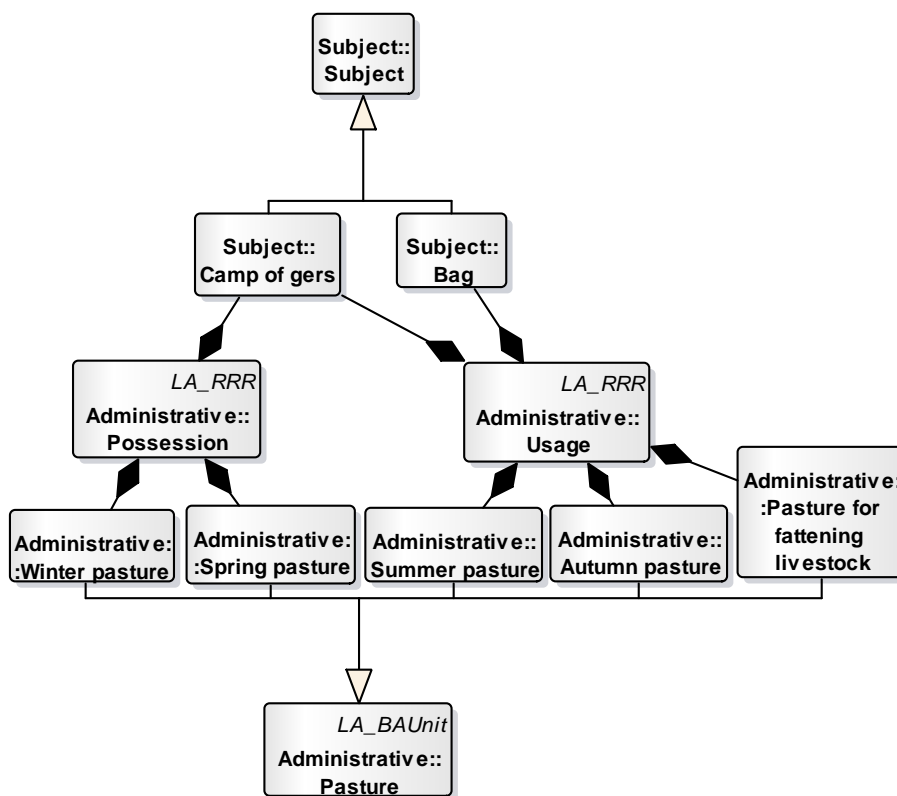 Subject::
Subject
Subject::
Camp of gers
Subject::
Bag
LA_RRR
Administrative::
Possession
LA_RRR
Administrative::
Usage
Administrative:
:Winter pasture
Administrative:
:Spring pasture
Administrative::
Summer pasture
Administrative::
Autumn pasture
Administrative:
:Pasture for
fattening
livestock
LA_BAUnit
Administrative::
Pasture